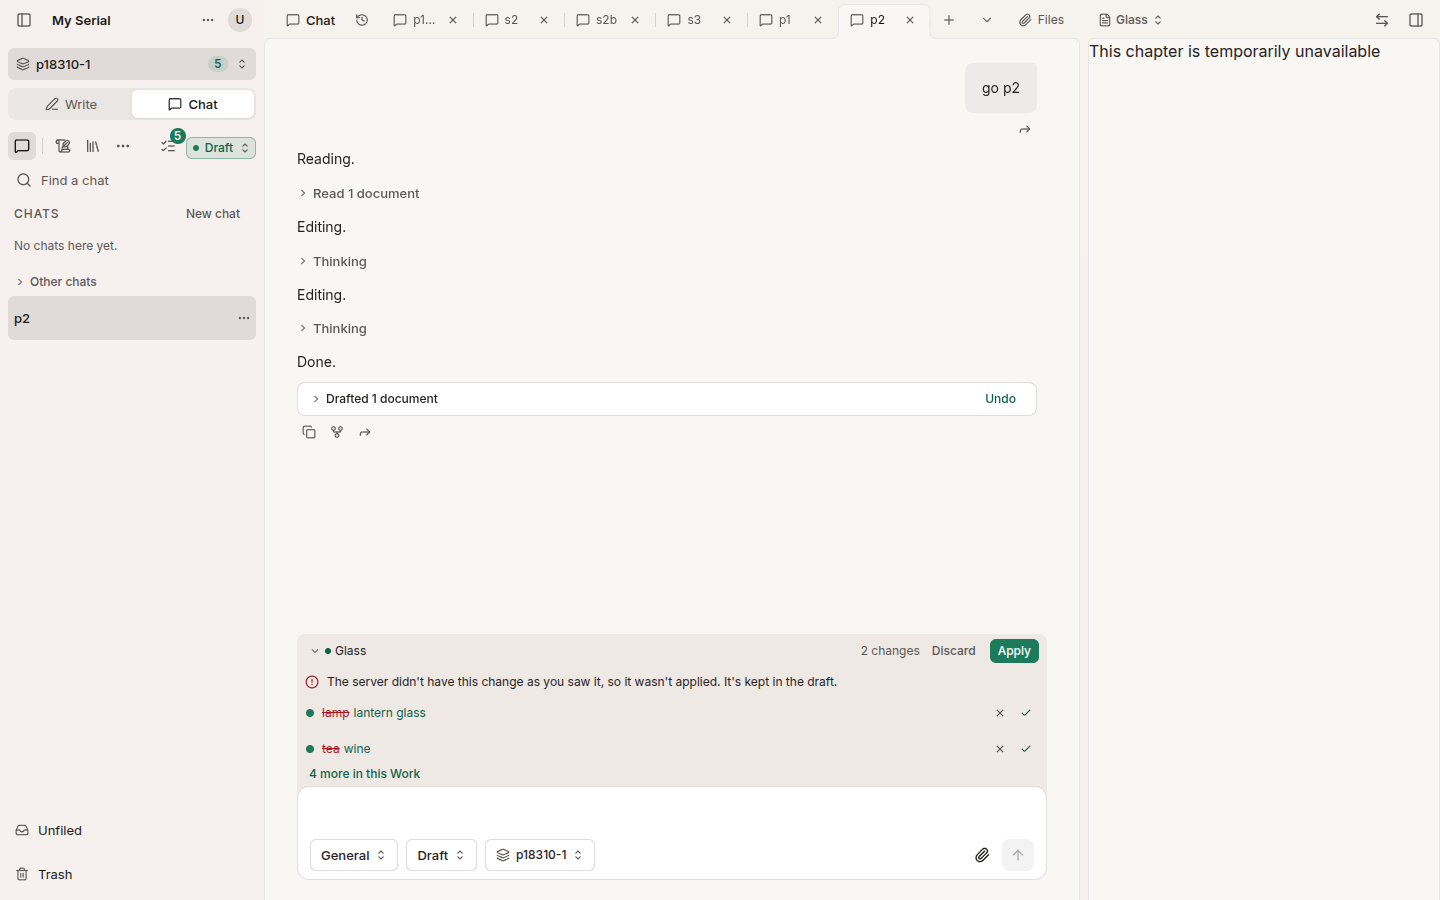 My Serial
U
p18310-1
5
Write
Chat
5
Draft
Find a chat
CHATS
New chat
No chats here yet.
Other chats
p2
Unfiled
Trash
Chat
p1...
s2
s2b
s3
p1
p2
Files
go p2
Reading.
Read 1 document
Editing.
Thinking
Editing.
Thinking
Done.
Drafted 1 document
Undo
Glass
2 changes
Discard
Apply
The server didn't have this change as you saw it, so it wasn't applied. It's kept in the draft.
lamp lantern glass
tea wine
4 more in this Work
General
Draft
p18310-1
Glass
This chapter is temporarily unavailable